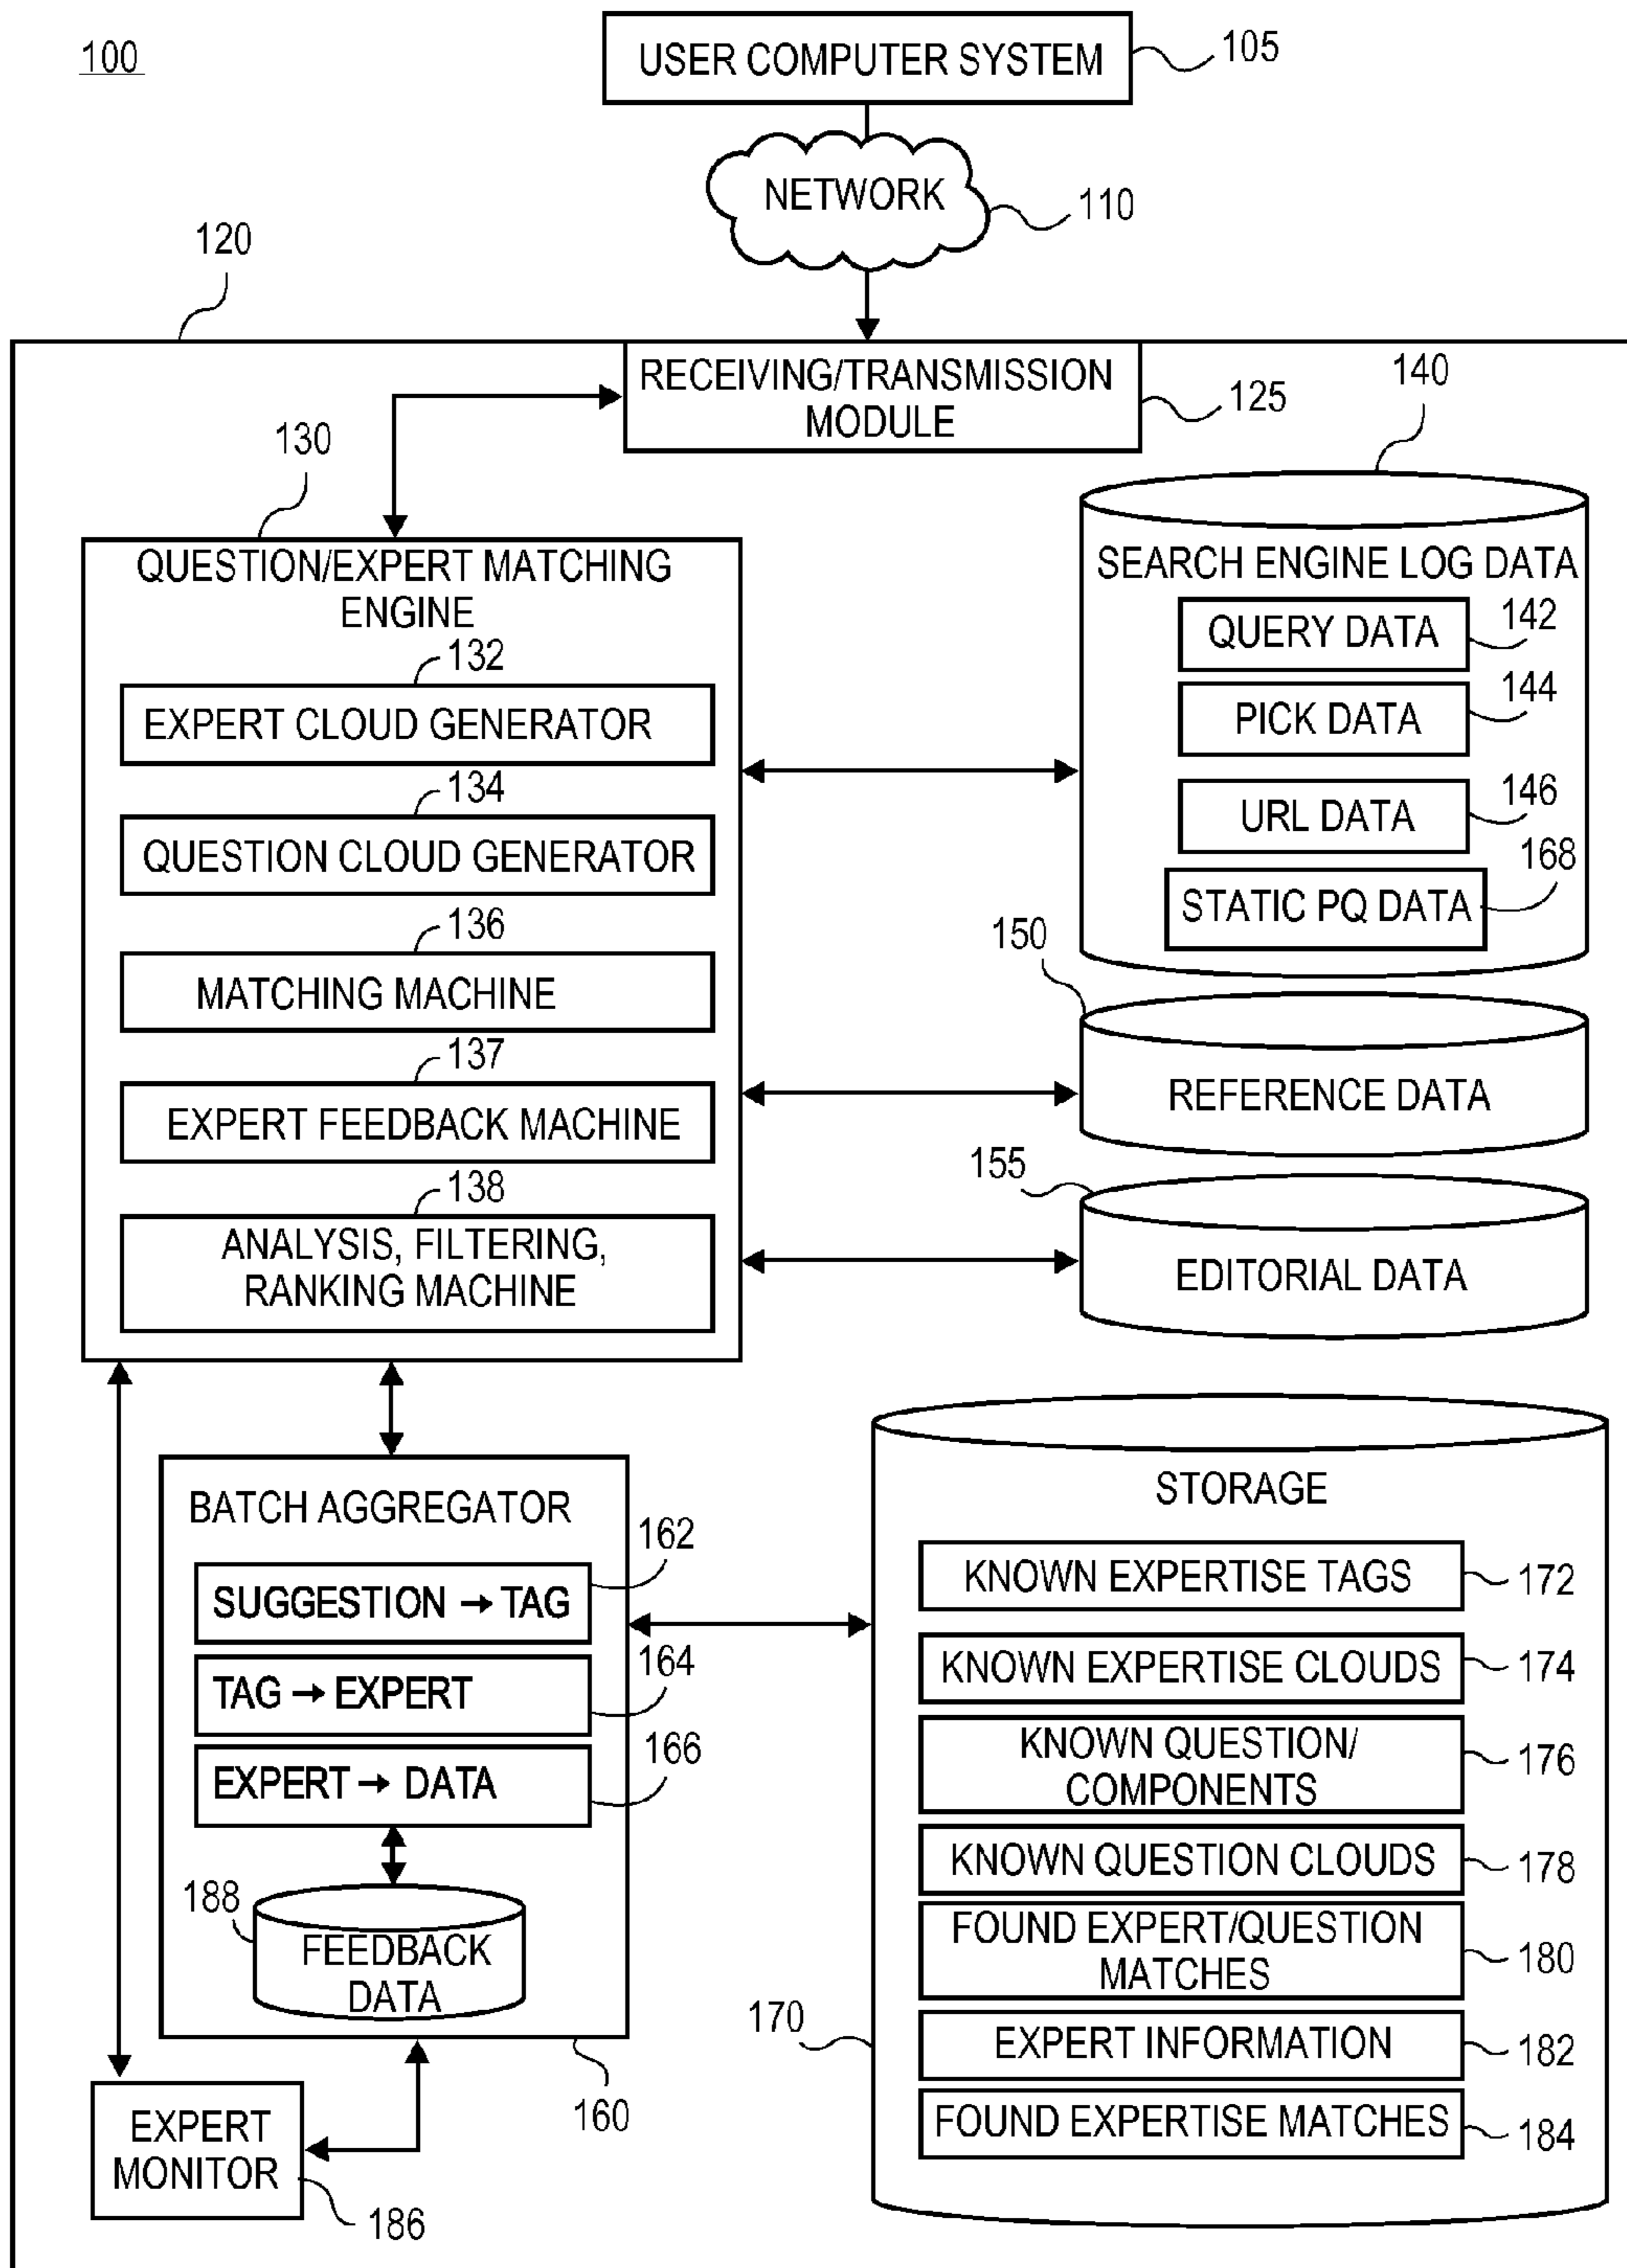 100
USER COMPUTER SYSTEM
105
NETWORK
110
120
RECEIVING/TRANSMISSION
MODULE
125
130
QUESTION/EXPERT MATCHING
ENGINE
132
EXPERT CLOUD GENERATOR
134
QUESTION CLOUD GENERATOR
136
MATCHING MACHINE
137
EXPERT FEEDBACK MACHINE
138
ANALYSIS, FILTERING,
RANKING MACHINE
140
SEARCH ENGINE LOG DATA
QUERY DATA
142
PICK DATA
144
URL DATA
146
STATIC PQ DATA
168
150
REFERENCE DATA
155
EDITORIAL DATA
BATCH AGGREGATOR
162
SUGGESTION → TAG
164
TAG → EXPERT
166
EXPERT → DATA
188
FEEDBACK
DATA
160
EXPERT
MONITOR
186
STORAGE
KNOWN EXPERTISE TAGS
172
KNOWN EXPERTISE CLOUDS
174
KNOWN QUESTION/
COMPONENTS
176
KNOWN QUESTION CLOUDS
178
FOUND EXPERT/QUESTION
MATCHES
180
170
EXPERT INFORMATION
182
FOUND EXPERTISE MATCHES
184